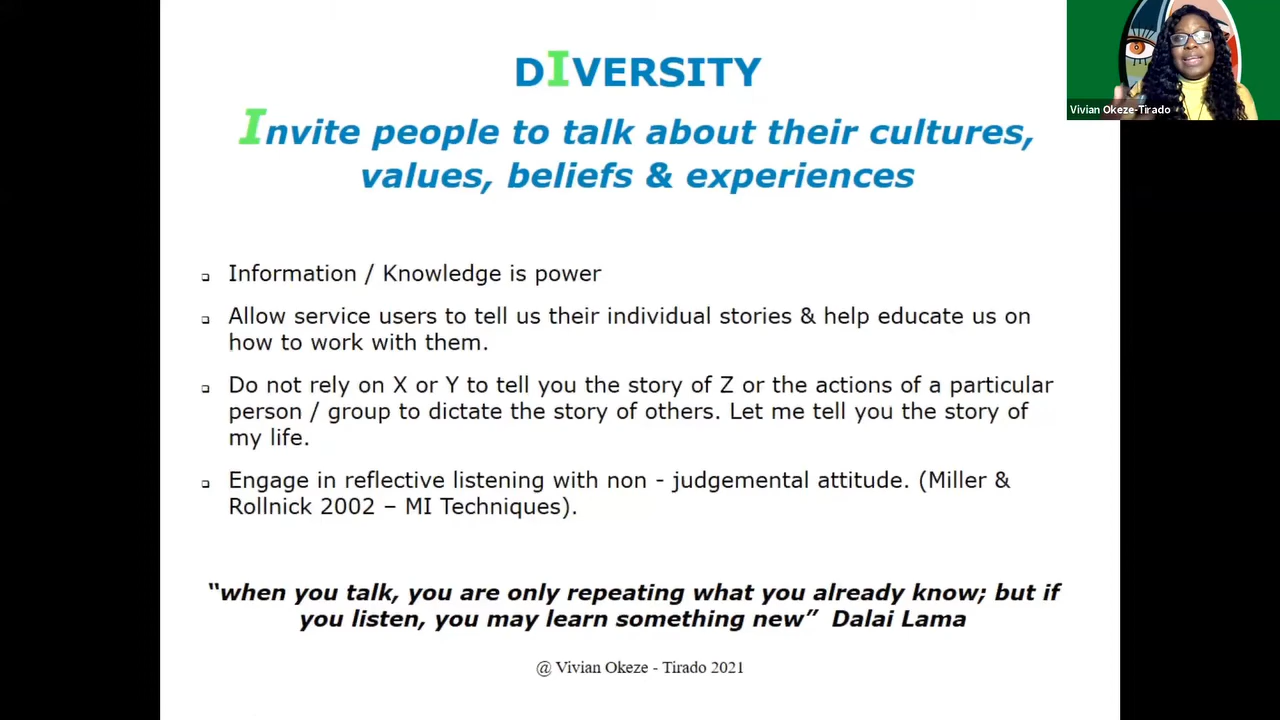 DIVERSITY
Invite people to talk about their cultures,
values, beliefs & experiences
Information / Knowledge is power
Allow service users to tell us their individual stories & help educate us on
how to work with them.
Do not rely on X or Y to tell you the story of Z or the actions of a particular
person / group to dictate the story of others. Let me tell you the story of
my life.
Engage in reflective listening with non - judgemental attitude. (Miller &
Rollnick 2002 – MI Techniques).
“when you talk, you are only repeating what you already know; but if
you listen, you may learn something new” Dalai Lama
@ Vivian Okeze - Tirado 2021
Vivian Okeze-Tirado